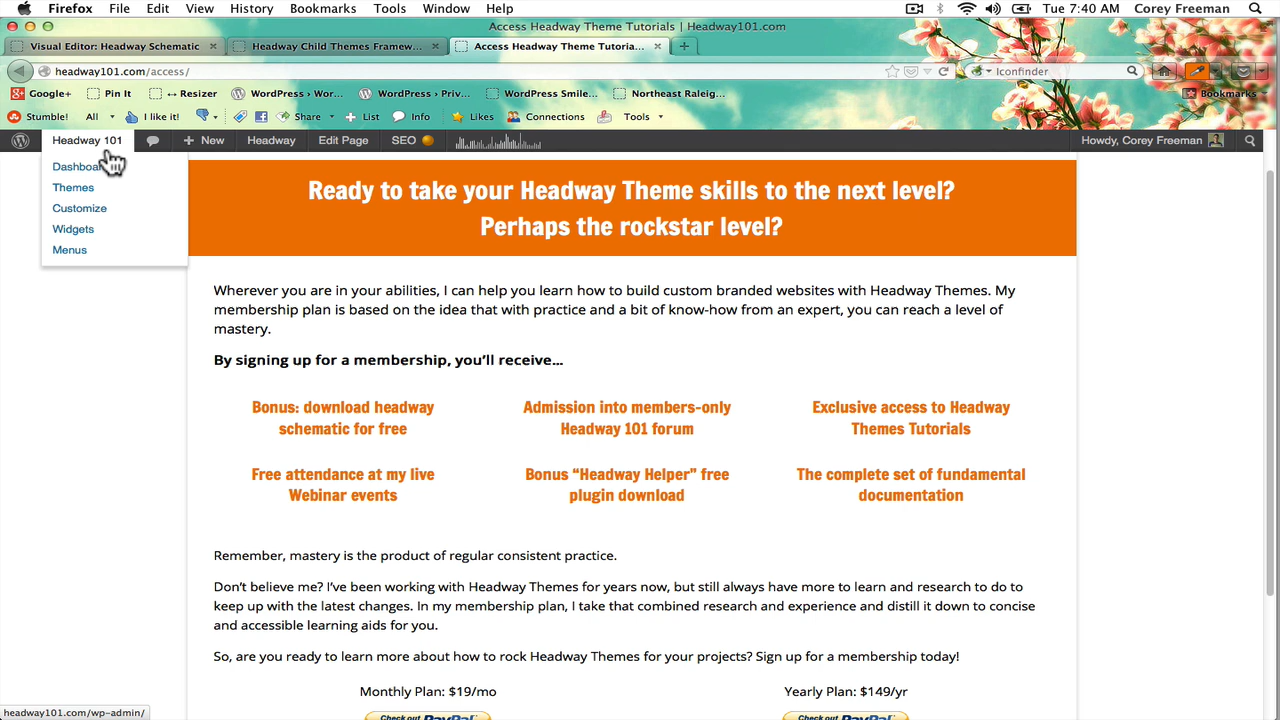 Firefox File Edit View History Bookmarks Tools Window Help Tue 7:40 AM Corey Freeman
Access Headway Theme Tutorials | Headway101.com
Visual Editor: Headway Schematic Headway Child Themes Framew... Access Headway Theme Tutoria...
headway101.com/access/ Iconfinder
Google+ Pin It ↔ Resizer WordPress › Wor... WordPress › Priv... WordPress Smile... Northeast Raleig... Bookmarks
Stumble! All I like it! Share List Info Likes Connections Tools
Headway 101 New Headway Edit Page SEO Howdy, Corey Freeman
Themes
Customize
Widgets
Menus
Ready to take your Headway Theme skills to the next level?
Perhaps the rockstar level?
Wherever you are in your abilities, I can help you learn how to build custom branded websites with Headway Themes. My
membership plan is based on the idea that with practice and a bit of know-how from an expert, you can reach a level of
mastery.
By signing up for a membership, you'll receive...
Bonus: download headway
schematic for free
Admission into members-only
Headway 101 forum
Exclusive access to Headway
Themes Tutorials
Free attendance at my live
Webinar events
Bonus “Headway Helper” free
plugin download
The complete set of fundamental
documentation
Remember, mastery is the product of regular consistent practice.
Don't believe me? I've been working with Headway Themes for years now, but still always have more to learn and research to do to
keep up with the latest changes. In my membership plan, I take that combined research and experience and distill it down to concise
and accessible learning aids for you.
So, are you ready to learn more about how to rock Headway Themes for your projects? Sign up for a membership today!
Monthly Plan: $19/mo
Yearly Plan: $149/yr
Check out PayPal
Check out PayPal
headway101.com/wp-admin/